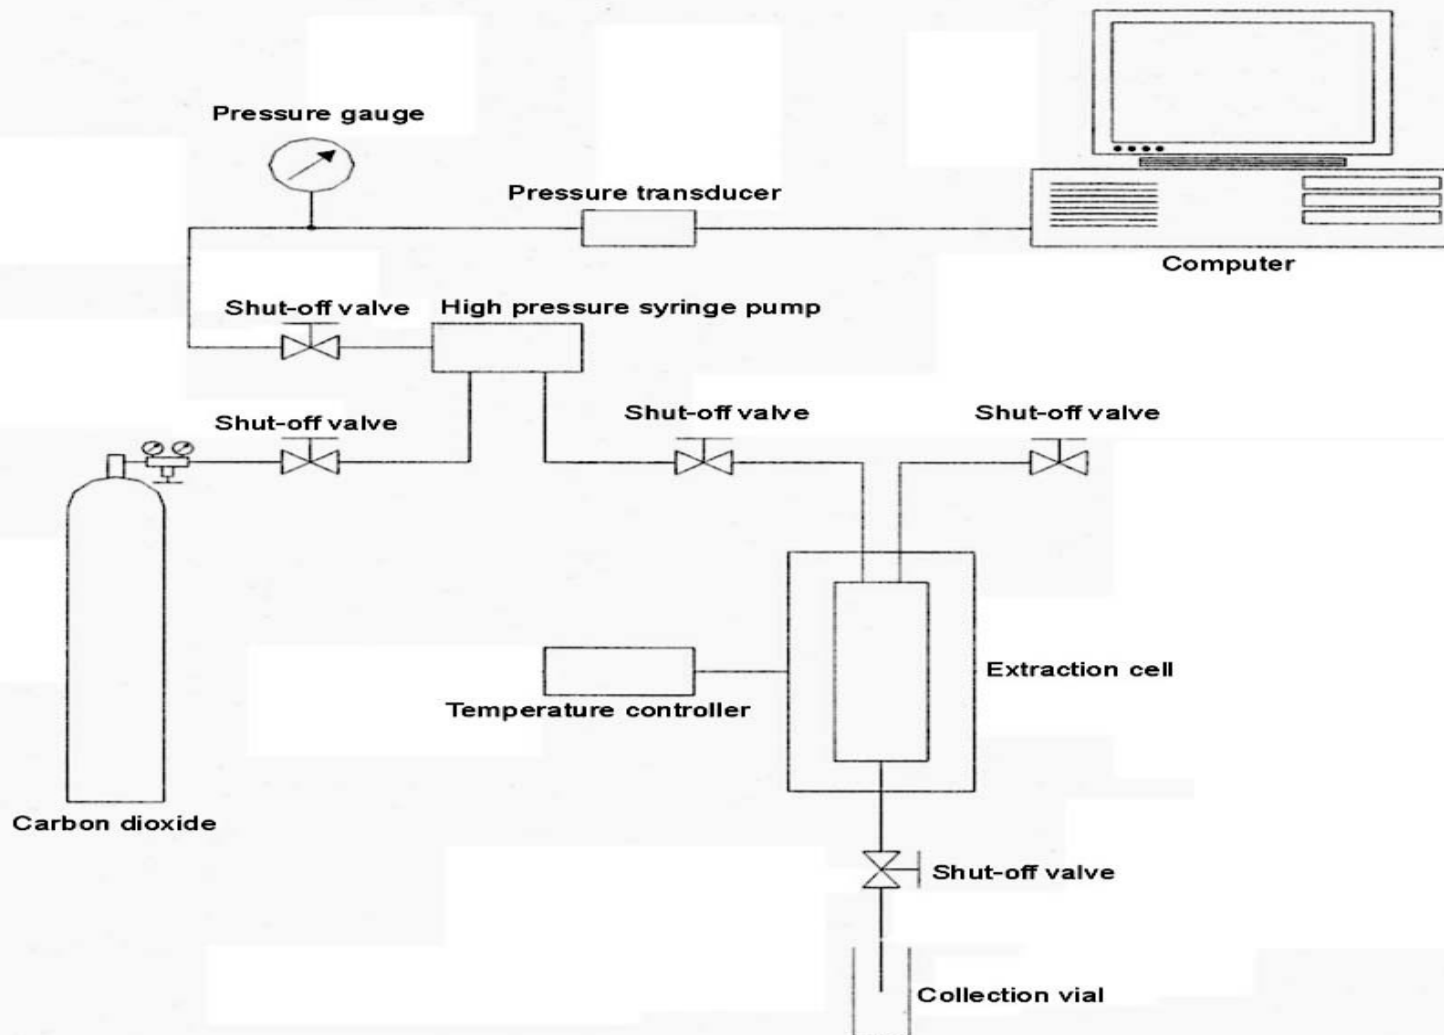 Pressure gauge
Pressure transducer
Computer
Shut-off valve
High pressure syringe pump
Shut-off valve
Shut-off valve
Shut-off valve
Extraction cell
Temperature controller
Carbon dioxide
Shut-off valve
Collection vial